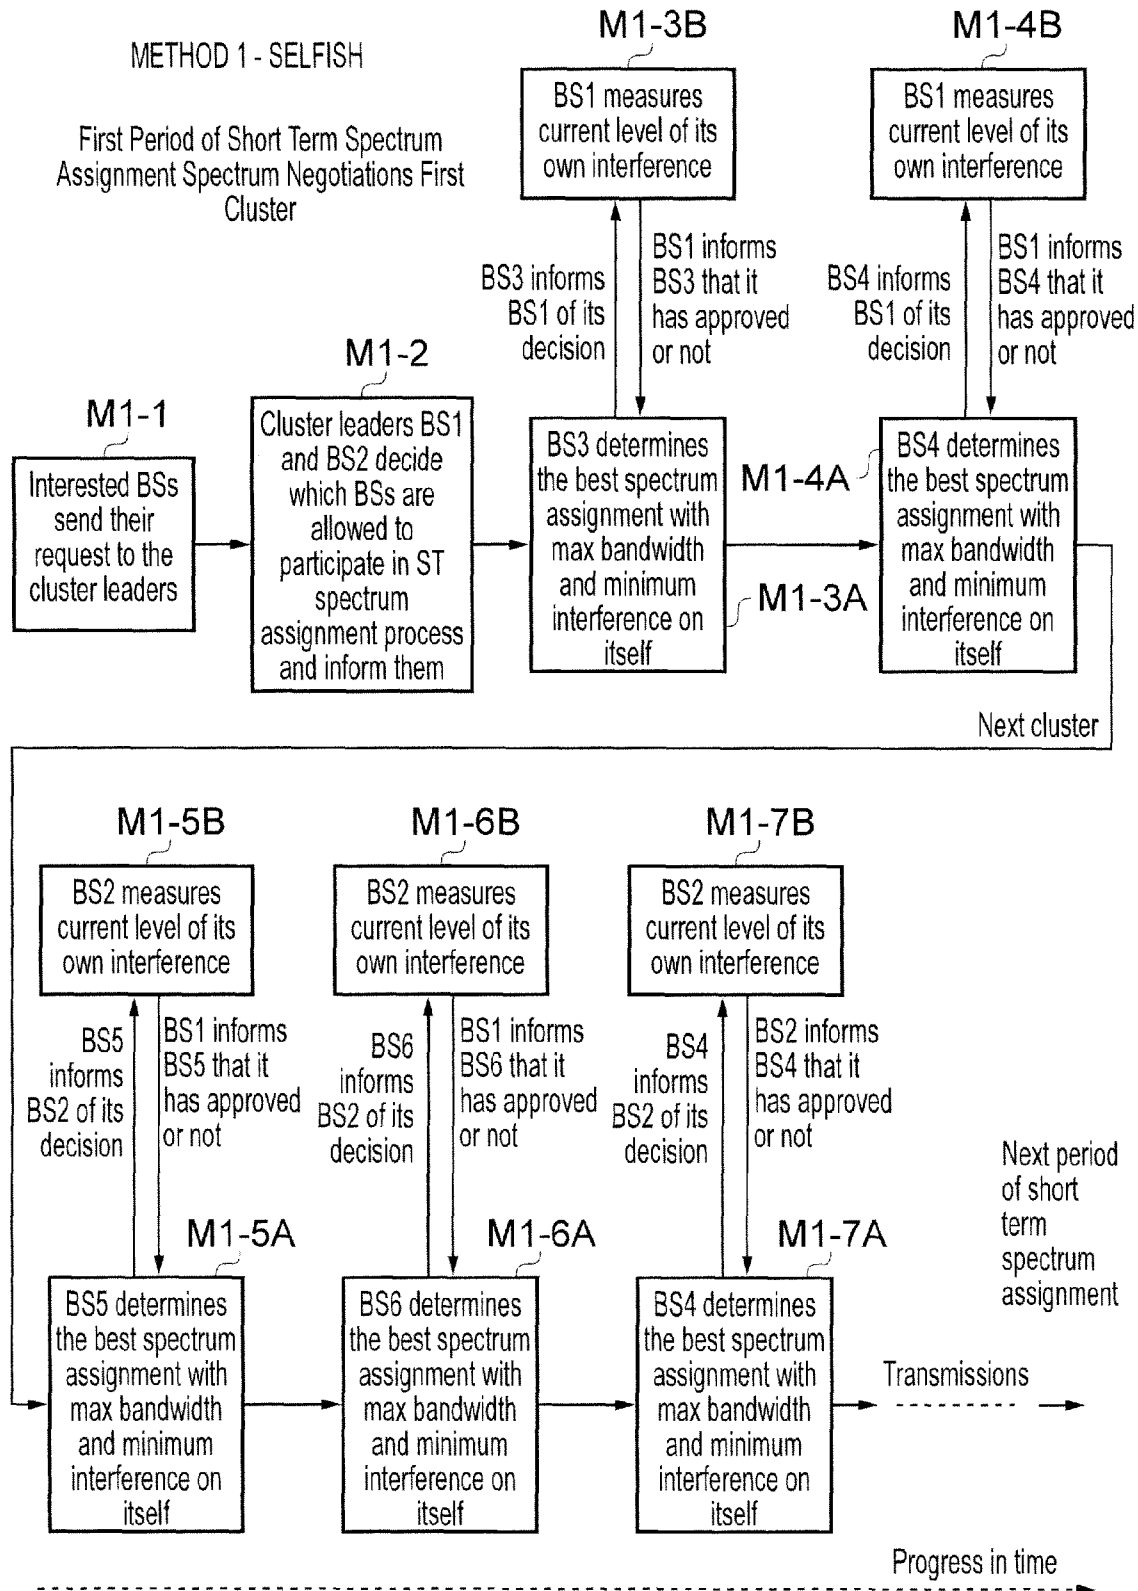 METHOD 1 - SELFISH
First Period of Short Term Spectrum
Assignment Spectrum Negotiations First
Cluster
M1-3B
BS1 measures
current level of its
own interference
M1-4B
BS1 measures
current level of its
own interference
BS3 informs
BS1 of its
decision
BS1 informs
BS3 that it
has approved
or not
BS4 informs
BS1 of its
decision
BS1 informs
BS4 that it
has approved
or not
M1-1
Interested BSs
send their
request to the
cluster leaders
M1-2
Cluster leaders BS1
and BS2 decide
which BSs are
allowed to
participate in ST
spectrum
assignment process
and inform them
BS3 determines
the best spectrum
assignment with
max bandwidth
and minimum
interference on
itself
M1-3A
M1-4A
BS4 determines
the best spectrum
assignment with
max bandwidth
and minimum
interference on
itself
Next cluster
M1-5B
BS2 measures
current level of its
own interference
M1-6B
BS2 measures
current level of its
own interference
M1-7B
BS2 measures
current level of its
own interference
BS5
informs
BS2 of its
decision
BS1 informs
BS5 that it
has approved
or not
BS6
informs
BS2 of its
decision
BS1 informs
BS6 that it
has approved
or not
BS4
informs
BS2 of its
decision
BS2 informs
BS4 that it
has approved
or not
Next period
of short
term
spectrum
assignment
M1-5A
BS5 determines
the best spectrum
assignment with
max bandwidth
and minimum
interference on
itself
M1-6A
BS6 determines
the best spectrum
assignment with
max bandwidth
and minimum
interference on
itself
M1-7A
BS4 determines
the best spectrum
assignment with
max bandwidth
and minimum
interference on
itself
Transmissions
Progress in time